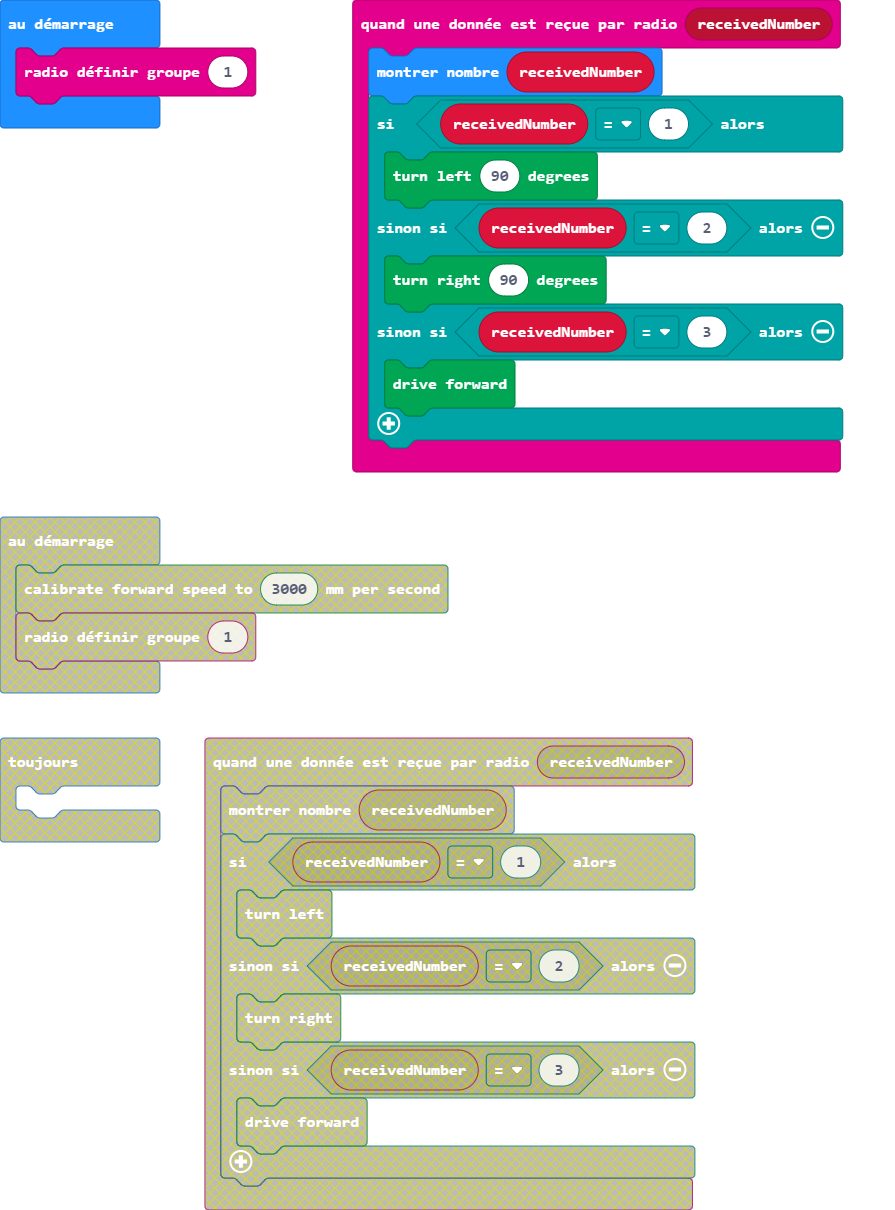 au démarrage
radio définir groupe 1
quand une donnée est reçue par radio receivedNumber
montrer nombre receivedNumber
si receivedNumber = 1 alors
turn left 90 degrees
sinon si receivedNumber = 2 alors
turn right 90 degrees
sinon si receivedNumber = 3 alors
drive forward
au démarrage
calibrate forward speed to 3000 mm per second
radio définir groupe 1
toujours
quand une donnée est reçue par radio receivedNumber
montrer nombre receivedNumber
si receivedNumber = 1 alors
turn left
sinon si receivedNumber = 2 alors
turn right
sinon si receivedNumber = 3 alors
drive forward